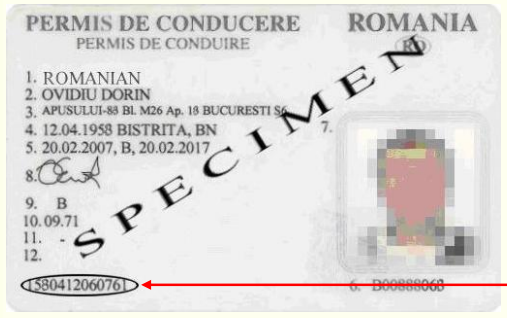 PERMIS DE CONDUCERE ROMANIA
PERMIS DE CONDUIRE RO
1. ROMANIAN
2. OVIDIU DORIN
3. APUSULUI-88 Bl. M26 Ap. 18 BUCURESTI S6
4. 12.04.1958 BISTRITA, BN 7.
5. 20.02.2007, B, 20.02.2017
8.
9. B
10. 09.71
11. -
12.
SPECIMEN
1580412060761 6. B00888068